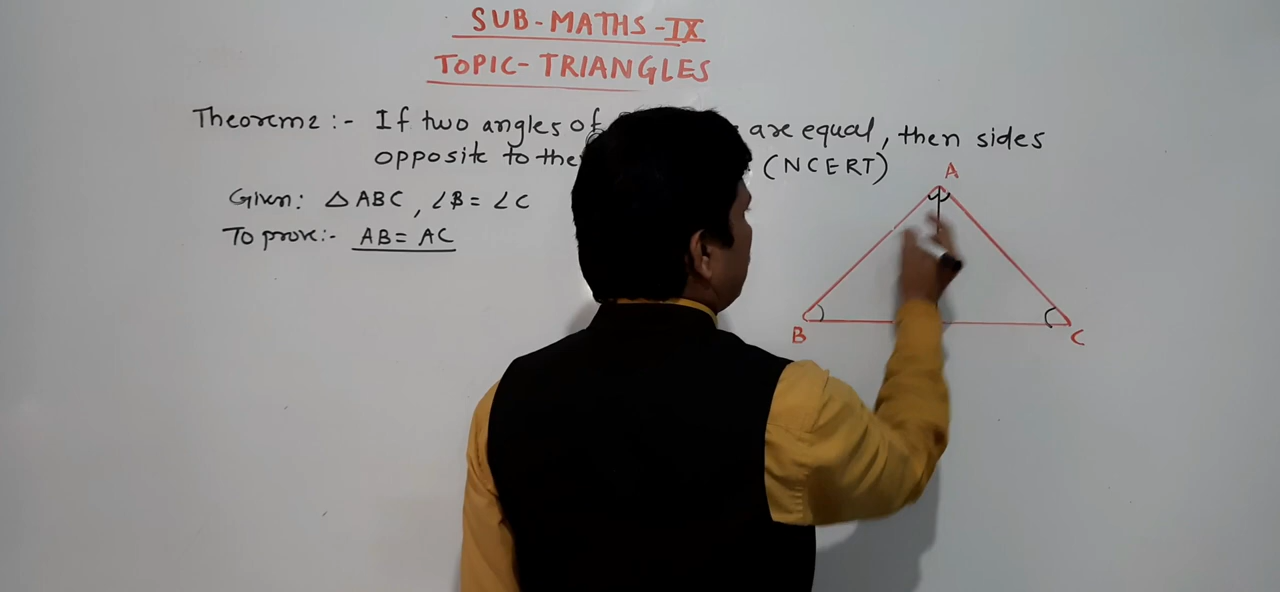 SUB-MATHS-IX
TOPIC-TRIANGLES
Theorem2:- If two angles of are equal, then sides
opposite to the (NCERT)
Given: △ABC, ∠B= ∠C
To prove:- AB= AC
A
B
C